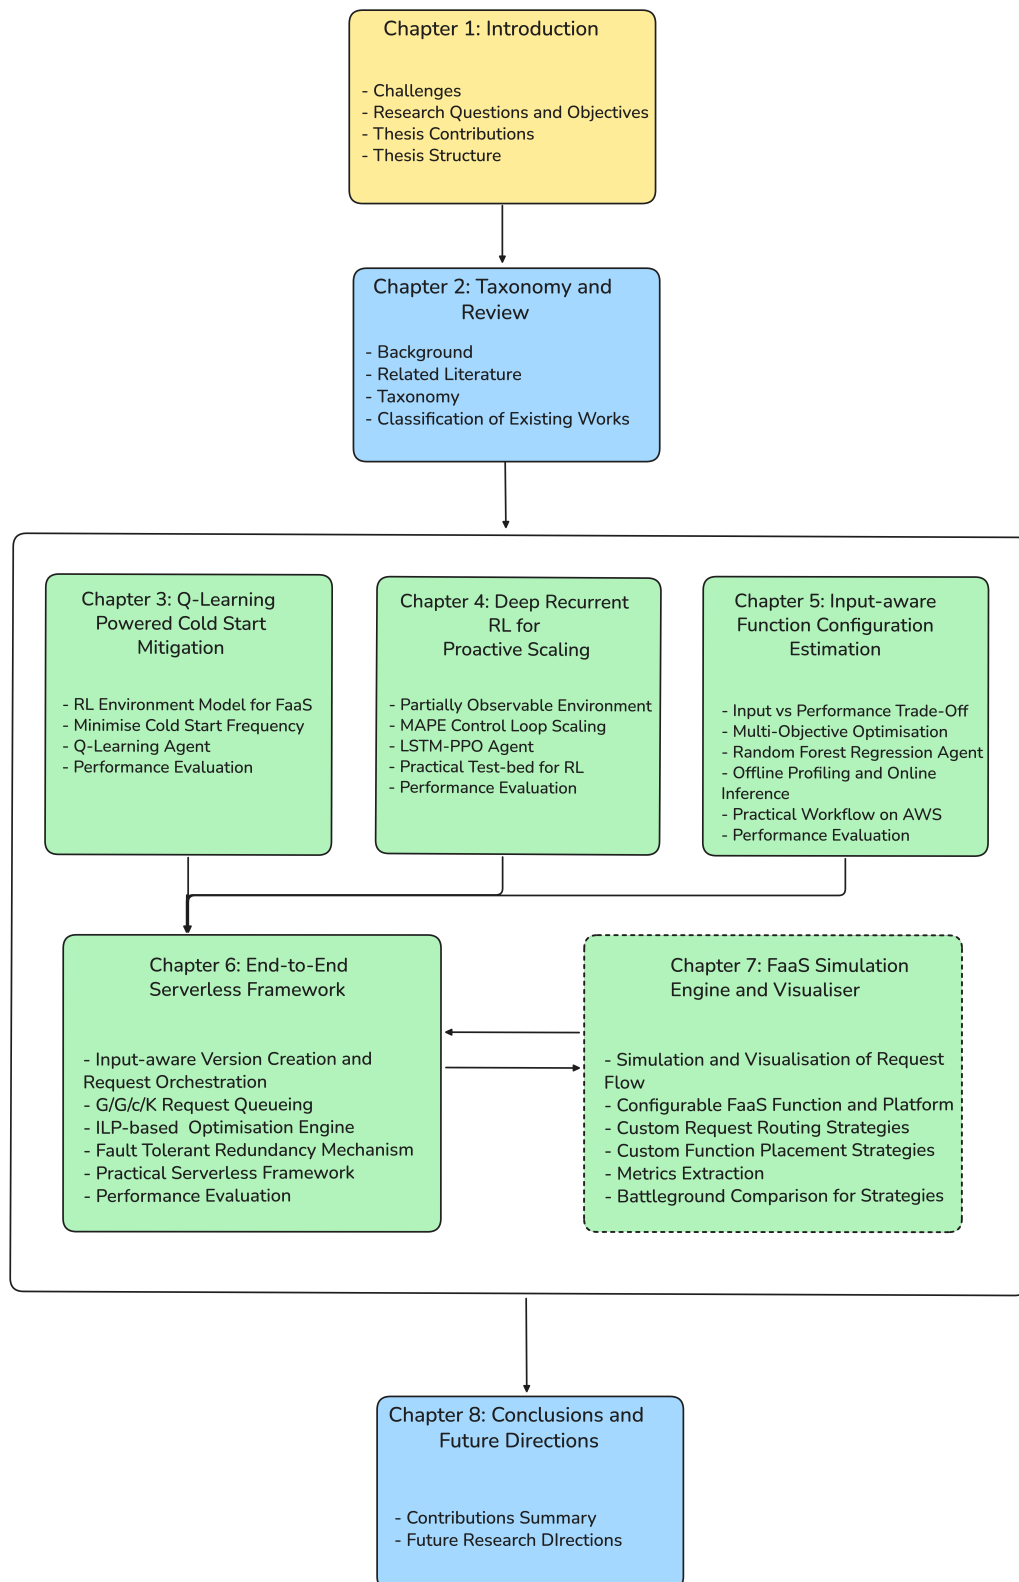 Chapter 1: Introduction
- Challenges
- Research Questions and Objectives
- Thesis Contributions
- Thesis Structure
Chapter 2: Taxonomy and
Review
- Background
- Related Literature
- Taxonomy
- Classification of Existing Works
Chapter 3: Q-Learning
Powered Cold Start
Mitigation
- RL Environment Model for FaaS
- Minimise Cold Start Frequency
- Q-Learning Agent
- Performance Evaluation
Chapter 4: Deep Recurrent
RL for
Proactive Scaling
- Partially Observable Environment
- MAPE Control Loop Scaling
- LSTM-PPO Agent
- Practical Test-bed for RL
- Performance Evaluation
Chapter 5: Input-aware
Function Configuration
Estimation
- Input vs Performance Trade-Off
- Multi-Objective Optimisation
- Random Forest Regression Agent
- Offline Profiling and Online
Inference
- Practical Workflow on AWS
- Performance Evaluation
Chapter 6: End-to-End
Serverless Framework
- Input-aware Version Creation and
Request Orchestration
- G/G/c/K Request Queueing
- ILP-based  Optimisation Engine
- Fault Tolerant Redundancy Mechanism
- Practical Serverless Framework
- Performance Evaluation
Chapter 7: FaaS Simulation
Engine and Visualiser
- Simulation and Visualisation of Request
Flow
- Configurable FaaS Function and Platform
- Custom Request Routing Strategies
- Custom Function Placement Strategies
- Metrics Extraction
- Battleground Comparison for Strategies
Chapter 8: Conclusions and
Future Directions
- Contributions Summary
- Future Research DIrections